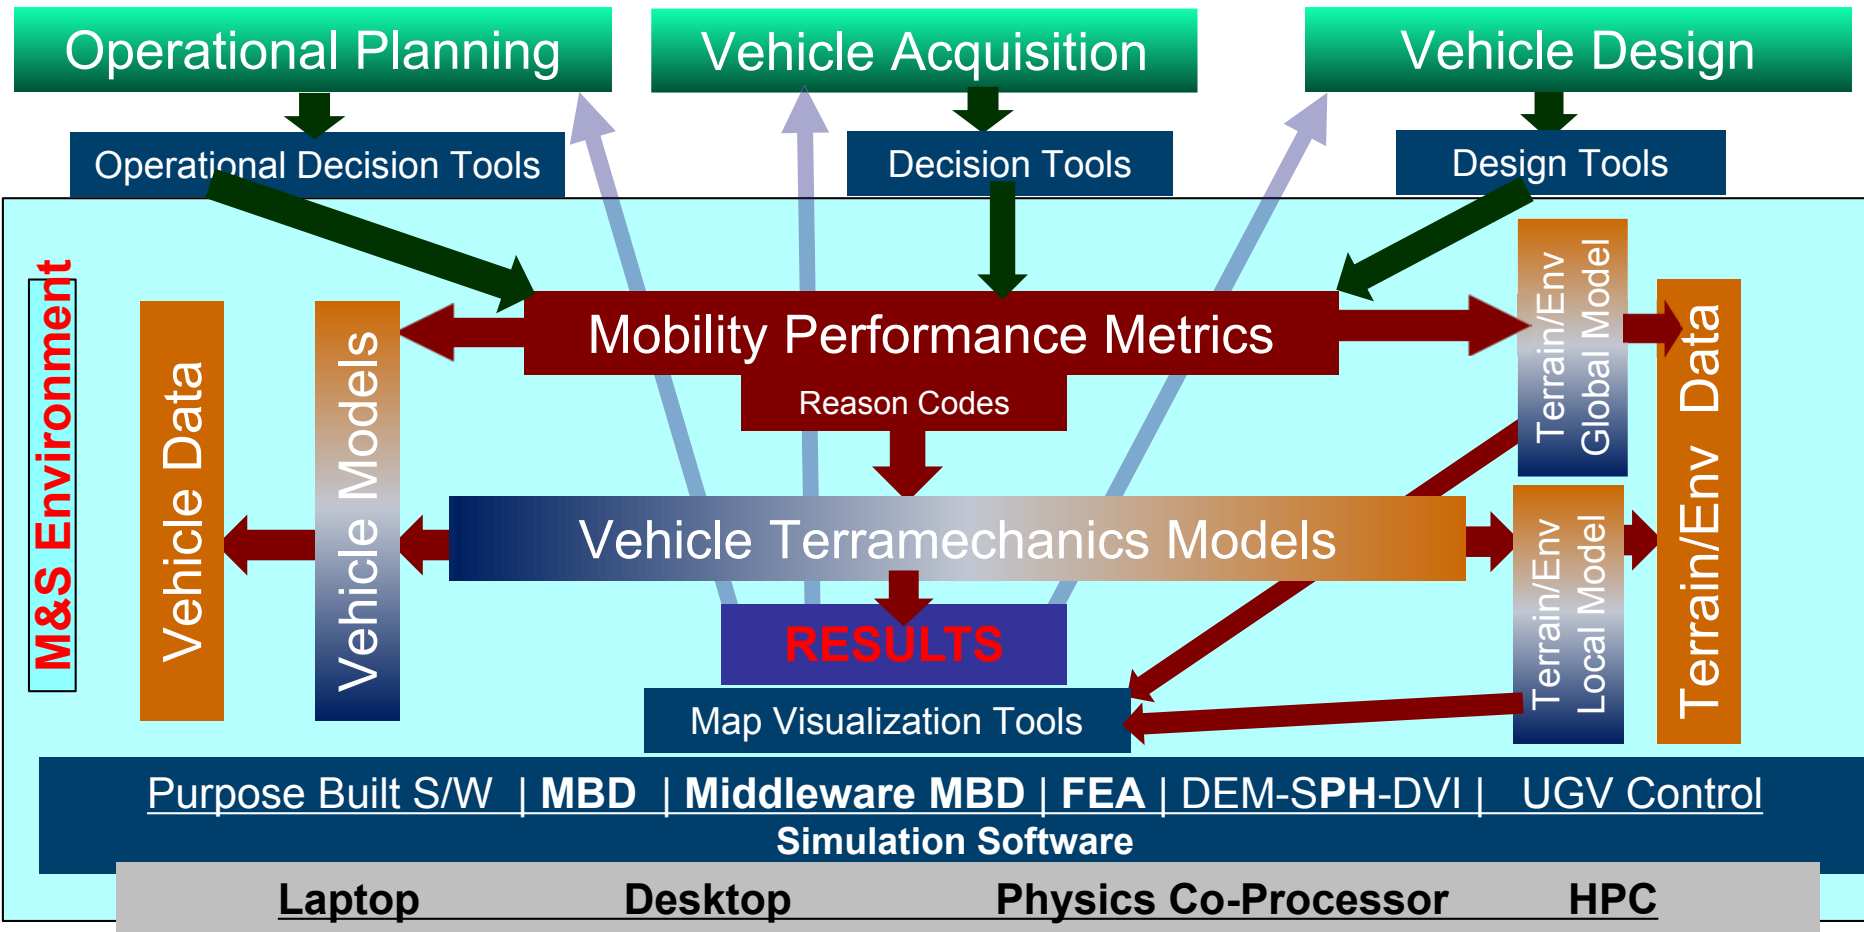 Operational Planning
Vehicle Acquisition
Vehicle Design
Operational Decision Tools
Decision Tools
Design Tools
M&S Environment
Vehicle Data
Vehicle Models
Mobility Performance Metrics
Reason Codes
Terrain/Env
Global Model
Terrain/Env Data
Vehicle Terramechanics Models
Terrain/Env
Local Model
RESULTS
Map Visualization Tools
Purpose Built S/W | MBD | Middleware MBD | FEA | DEM-SPH-DVI | UGV Control
Simulation Software
Laptop Desktop Physics Co-Processor HPC